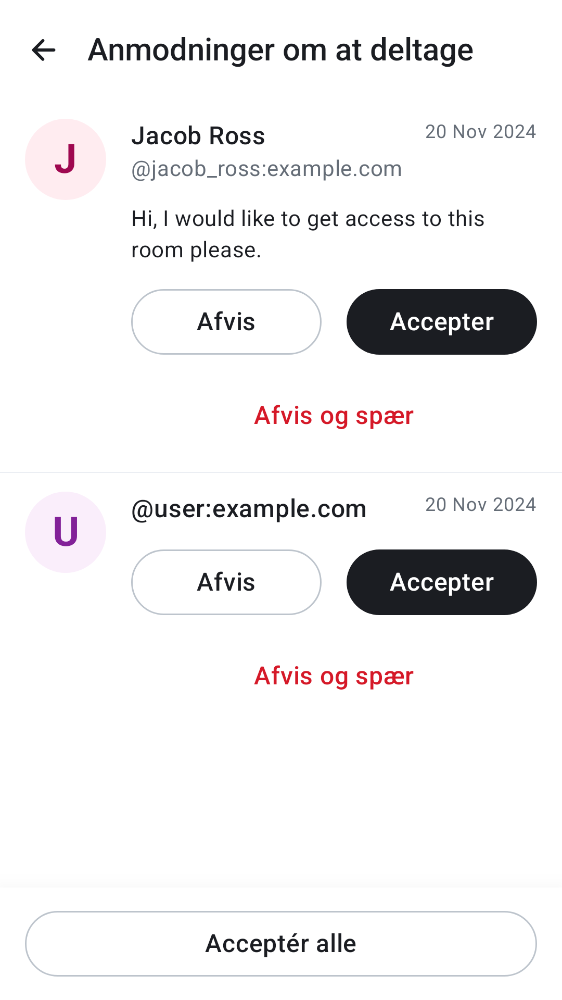 Anmodninger om at deltage
J
Jacob Ross
20 Nov 2024
@jacob_ross:example.com
Hi, I would like to get access to this
room please.
Afvis
Accepter
Afvis og spær
U
@user:example.com
20 Nov 2024
Afvis
Accepter
Afvis og spær
Acceptér alle